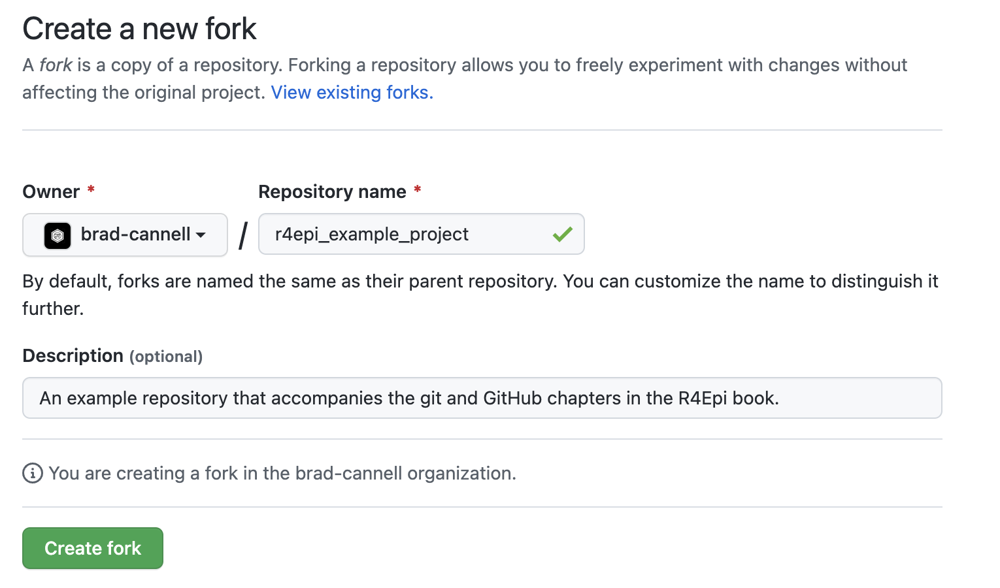 Create a new fork
A fork is a copy of a repository. Forking a repository allows you to freely experiment with changes without
affecting the original project. View existing forks.
Owner * Repository name *
brad-cannell / r4epi_example_project
By default, forks are named the same as their parent repository. You can customize the name to distinguish it
further.
Description (optional)
An example repository that accompanies the git and GitHub chapters in the R4Epi book.
You are creating a fork in the brad-cannell organization.
Create fork